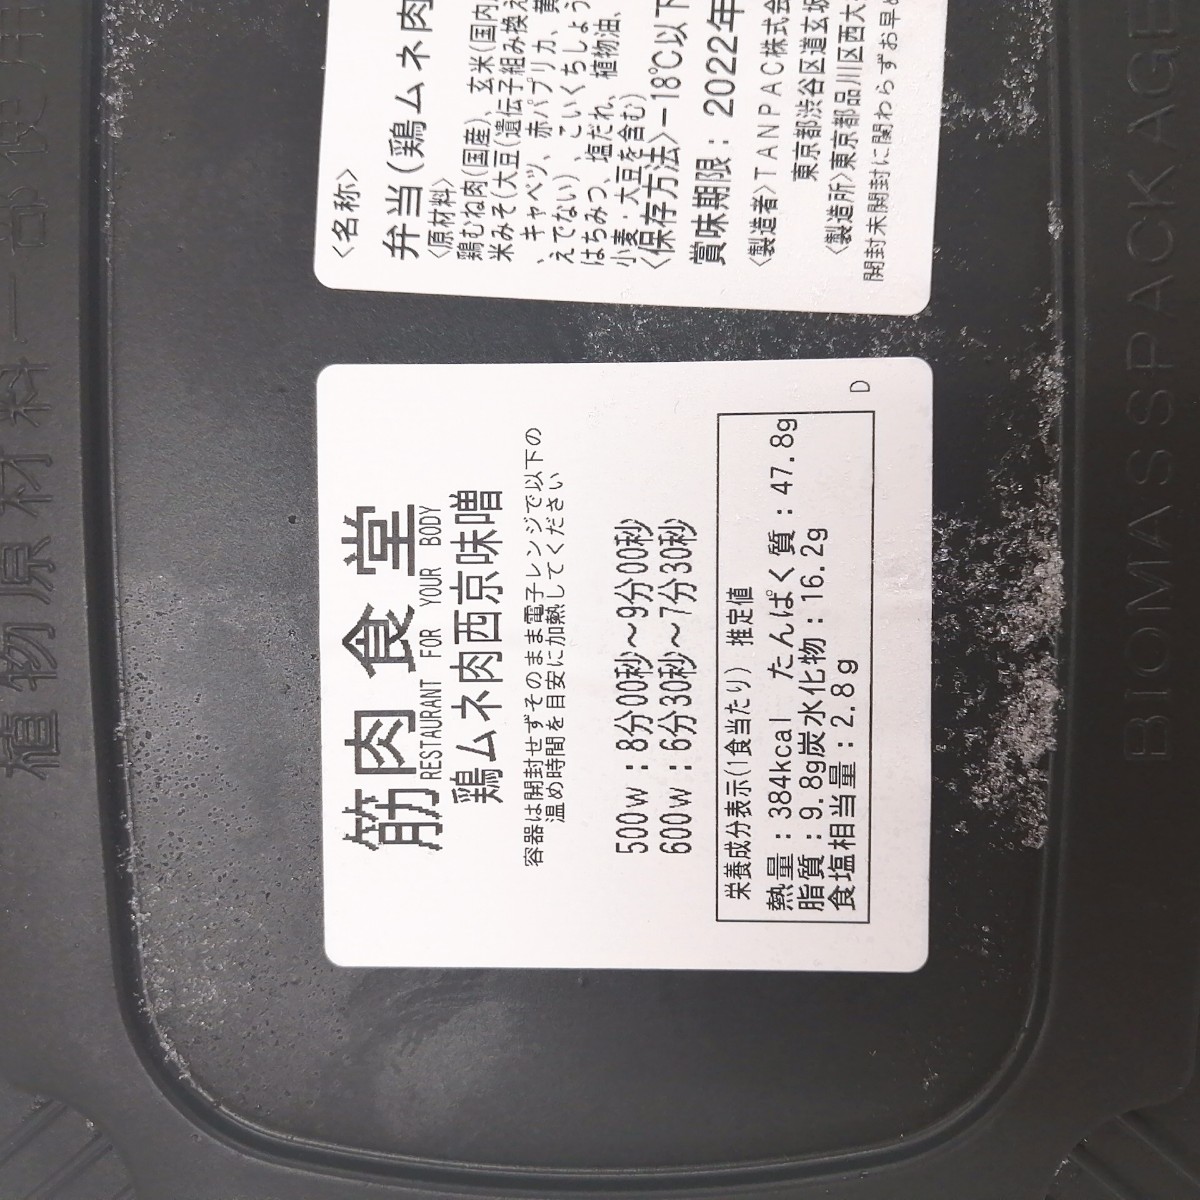 植物原材料一部使用
筋肉食堂
RESTAURANT FOR YOUR BODY
鶏ムネ肉西京味噌
容器は開封せずそのまま電子レンジで以下の
温め時間を目安に加熱してください
500w：8分00秒～9分00秒
600w：6分30秒～7分30秒
栄養成分表示(1食当たり) 推定値
熱量：384kcal たんぱく質：47.8g
脂質：9.8g炭水化物：16.2g
食塩相当量：2.8g
D
<名称>
弁当(鶏ムネ肉
<原材料>
鶏むね肉(国産)、玄米(国内
米みそ(大豆(遺伝子組み換え
、キャベツ、赤パプリカ、黄
えでない)、こいくちしょう
はちみつ、塩だれ、植物油、
小麦・大豆を含む)
<保存方法>－18℃以下
賞味期限：2022年
<製造者>TANPAC株式会
東京都渋谷区道玄坂
<製造所>東京都品川区西大
開封未開封に関わらずお早め
BIOMASSPACKAGE